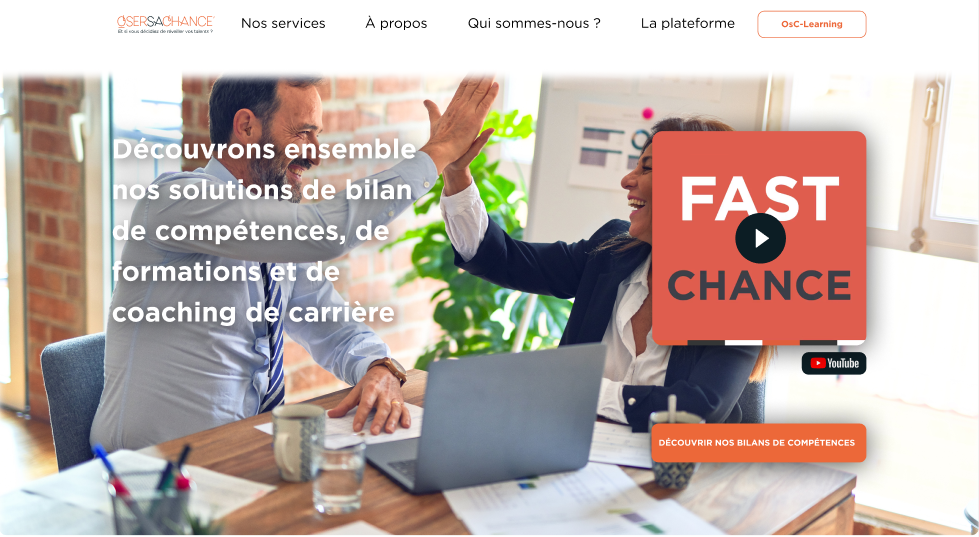 OSERSACHANCE
Et si vous décidiez de réveiller vos talents ?
Nos services
À propos
Qui sommes-nous ?
La plateforme
OsC-Learning
Découvrons ensemble
nos solutions de bilan
de compétences, de
formations et de
coaching de carrière
FAST
CHANCE
YouTube
DÉCOUVRIR NOS BILANS DE COMPÉTENCES